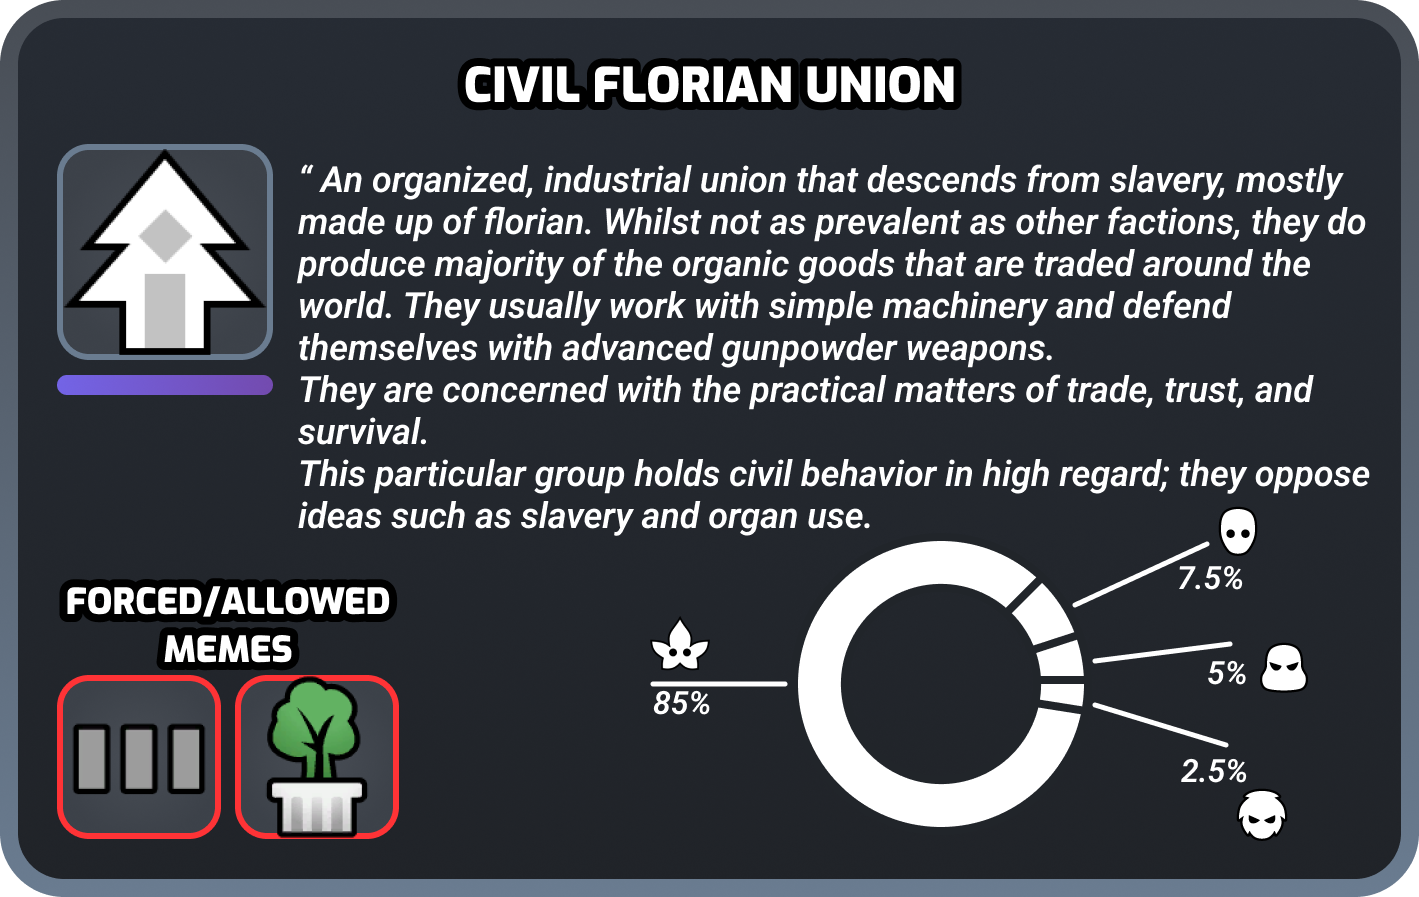 CIVIL FLORIAN UNION
“ An organized, industrial union that descends from slavery, mostly
made up of florian. Whilst not as prevalent as other factions, they do
produce majority of the organic goods that are traded around the
world. They usually work with simple machinery and defend
themselves with advanced gunpowder weapons.
They are concerned with the practical matters of trade, trust, and
survival.
This particular group holds civil behavior in high regard; they oppose
ideas such as slavery and organ use.
FORCED/ALLOWED
MEMES
85%
7.5%
5%
2.5%